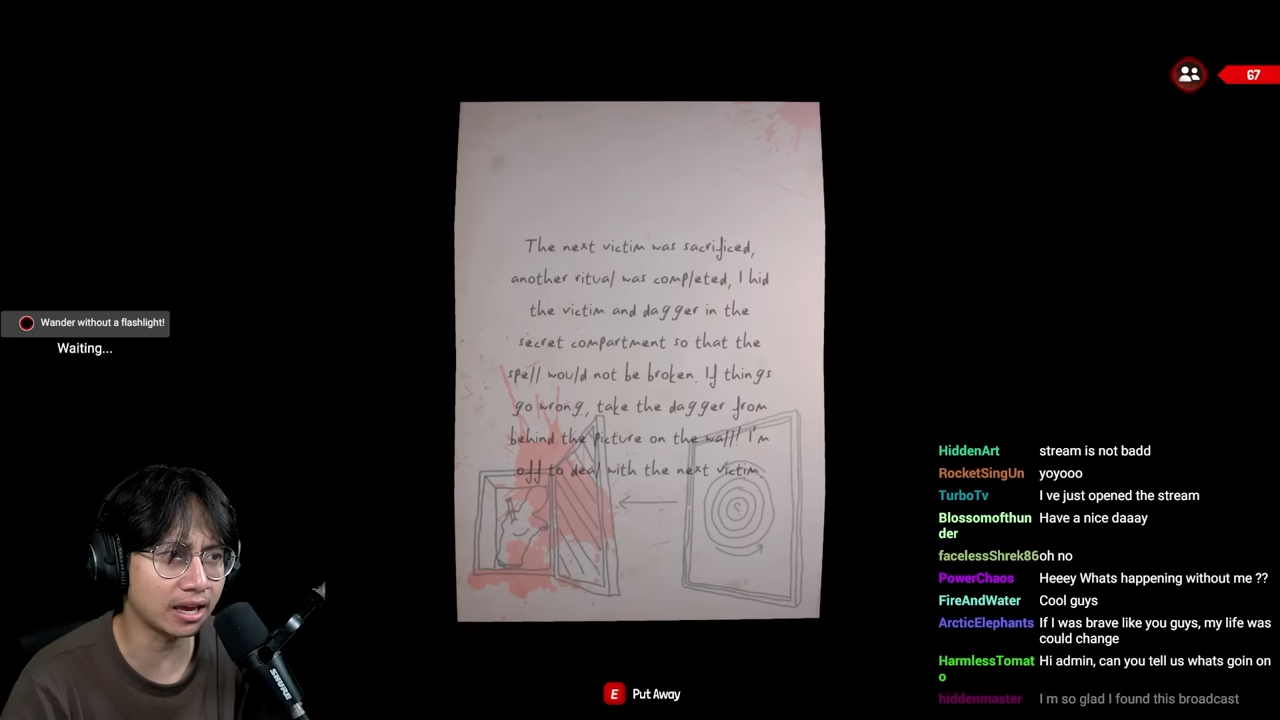 67
The next victim was sacrificed,
another ritual was completed, I hid
the victim and dagger in the
secret compartment so that the
spell would not be broken. If things
go wrong, take the dagger from
behind the picture on the wall! I'm
off to deal with the next victim.
Wander without a flashlight!
Waiting...
HiddenArt stream is not badd
RocketSingUn yoyooo
TurboTv I ve just opened the stream
Blossomofthun Have a nice daaay
der
facelessShrek86 oh no
PowerChaos Heeey Whats happening without me ??
FireAndWater Cool guys
ArcticElephants If I was brave like you guys, my life was
could change
HarmlessTomat Hi admin, can you tell us whats goin on
o
hiddenmaster I m so glad I found this broadcast
SHURE
E Put Away